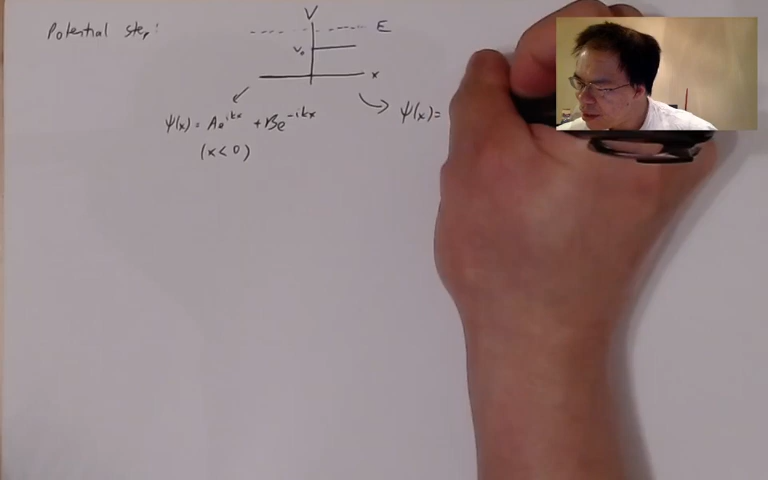 Potential step:
V
E
V₀
x
ψ(x) = Ae^{ikx} + Be^{-ikx}
ψ(x) =
(x < 0)